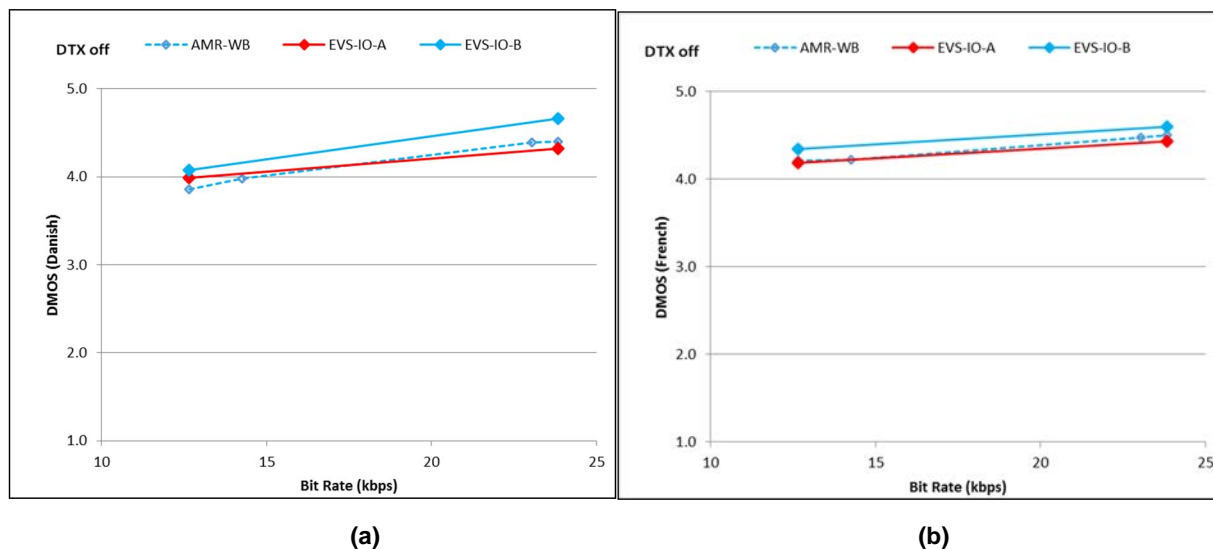 DTX off
AMR-WB EVS-IO-A EVS-IO-B
5.0
4.0
3.0
2.0
1.0
DMOS (Danish)
10 15 20 25
Bit Rate (kbps)
(a)
DTX off
AMR-WB EVS-IO-A EVS-IO-B
5.0
4.0
3.0
2.0
1.0
DMOS (French)
10 15 20 25
Bit Rate (kbps)
(b)